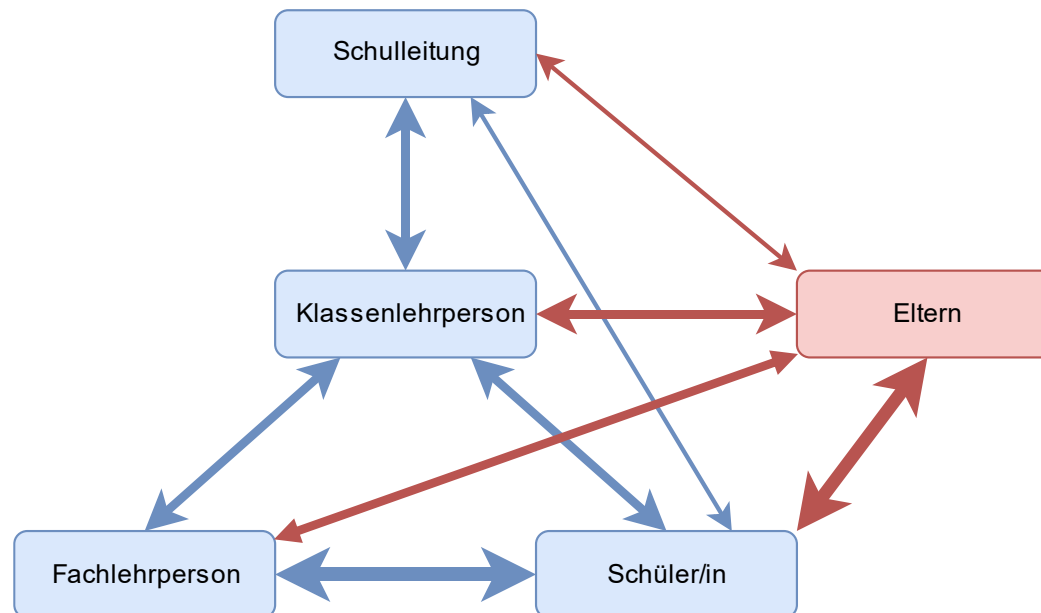 Schulleitung
Klassenlehrperson
Eltern
Fachlehrperson
Schüler/in